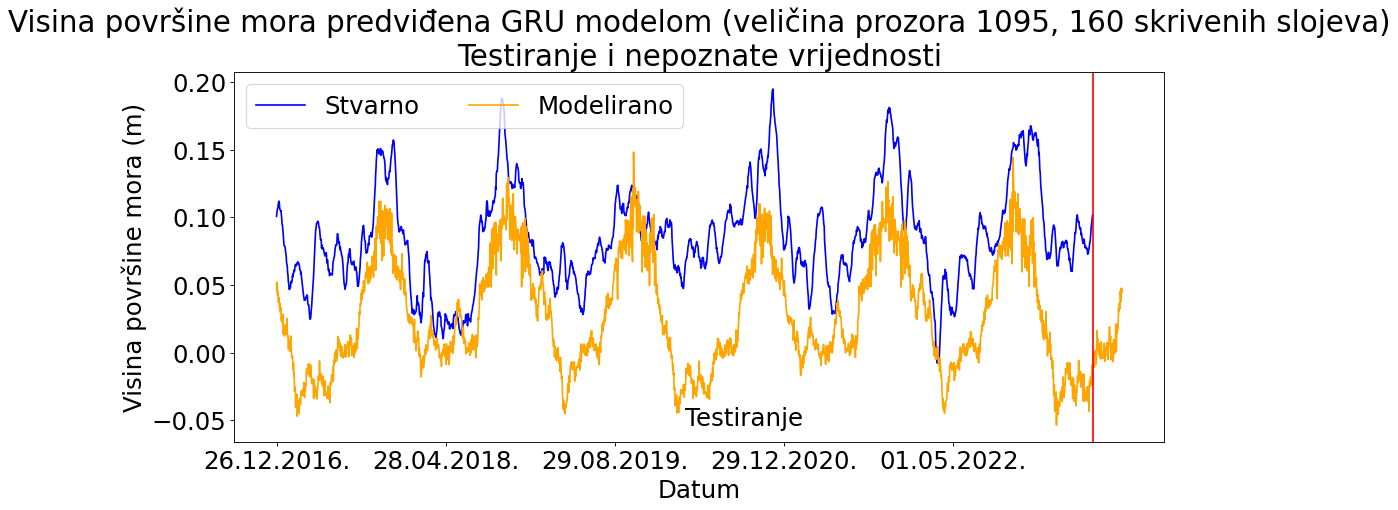 Visina površine mora predviđena GRU modelom (veličina prozora 1095, 160 skrivenih slojeva)
Testiranje i nepoznate vrijednosti
Stvarno
Modelirano
Visina površine mora (m)
0.20
0.15
0.10
0.05
0.00
−0.05
Testiranje
26.12.2016.
28.04.2018.
29.08.2019.
29.12.2020.
01.05.2022.
Datum